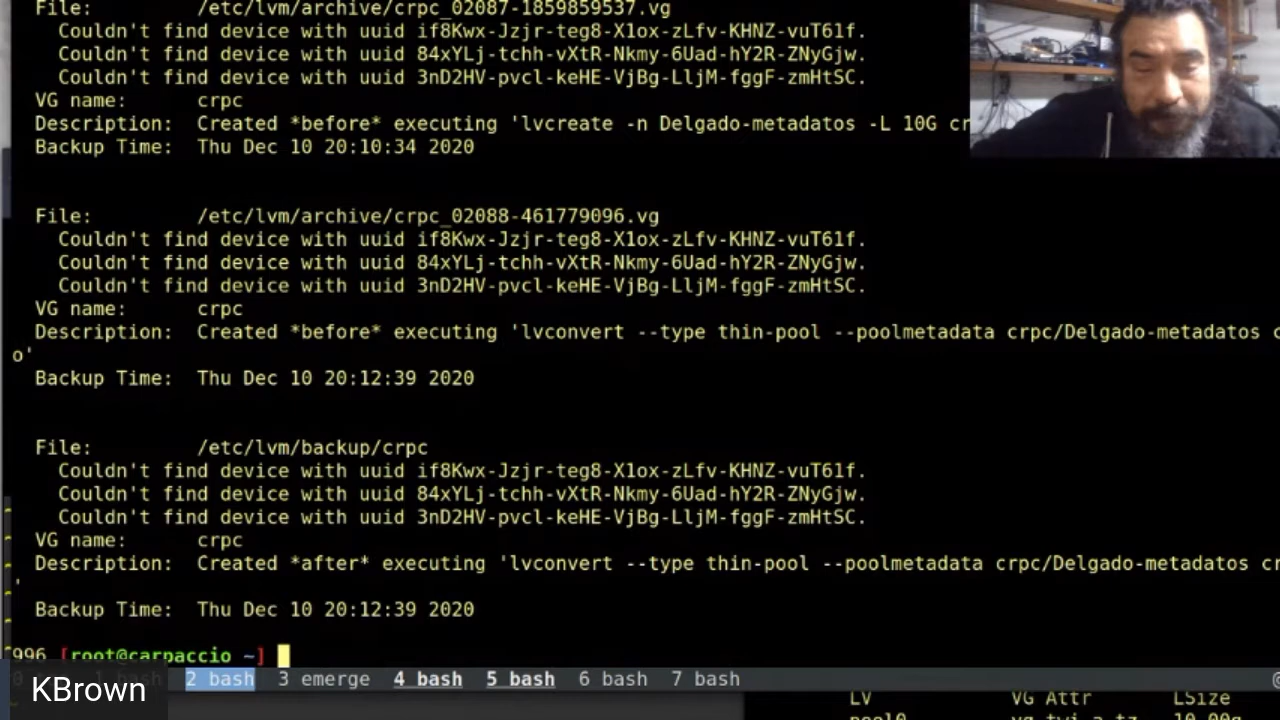 File:         /etc/lvm/archive/crpc_02087-1859859537.vg
Couldn't find device with uuid if8Kwx-Jzjr-teg8-X1ox-zLfv-KHNZ-vuT61f.
Couldn't find device with uuid 84xYLj-tchh-vXtR-Nkmy-6Uad-hY2R-ZNyGjw.
Couldn't find device with uuid 3nD2HV-pvcl-keHE-VjBg-LljM-fggF-zmHtSC.
VG name:      crpc
Description:  Created *before* executing 'lvcreate -n Delgado-metadatos -L 10G cr
Backup Time:  Thu Dec 10 20:10:34 2020
File:         /etc/lvm/archive/crpc_02088-461779096.vg
Couldn't find device with uuid if8Kwx-Jzjr-teg8-X1ox-zLfv-KHNZ-vuT61f.
Couldn't find device with uuid 84xYLj-tchh-vXtR-Nkmy-6Uad-hY2R-ZNyGjw.
Couldn't find device with uuid 3nD2HV-pvcl-keHE-VjBg-LljM-fggF-zmHtSC.
VG name:      crpc
Description:  Created *before* executing 'lvconvert --type thin-pool --poolmetadata crpc/Delgado-metadatos c
o'
Backup Time:  Thu Dec 10 20:12:39 2020
File:         /etc/lvm/backup/crpc
Couldn't find device with uuid if8Kwx-Jzjr-teg8-X1ox-zLfv-KHNZ-vuT61f.
Couldn't find device with uuid 84xYLj-tchh-vXtR-Nkmy-6Uad-hY2R-ZNyGjw.
Couldn't find device with uuid 3nD2HV-pvcl-keHE-VjBg-LljM-fggF-zmHtSC.
VG name:      crpc
Description:  Created *after* executing 'lvconvert --type thin-pool --poolmetadata crpc/Delgado-metadatos cr
'
Backup Time:  Thu Dec 10 20:12:39 2020
996 [root@carpaccio ~]
1 bash 2 bash 3 emerge 4 bash 5 bash 6 bash 7 bash
KBrown
LV VG Attr LSize
pool0 vg twi-a-tz 10.00g